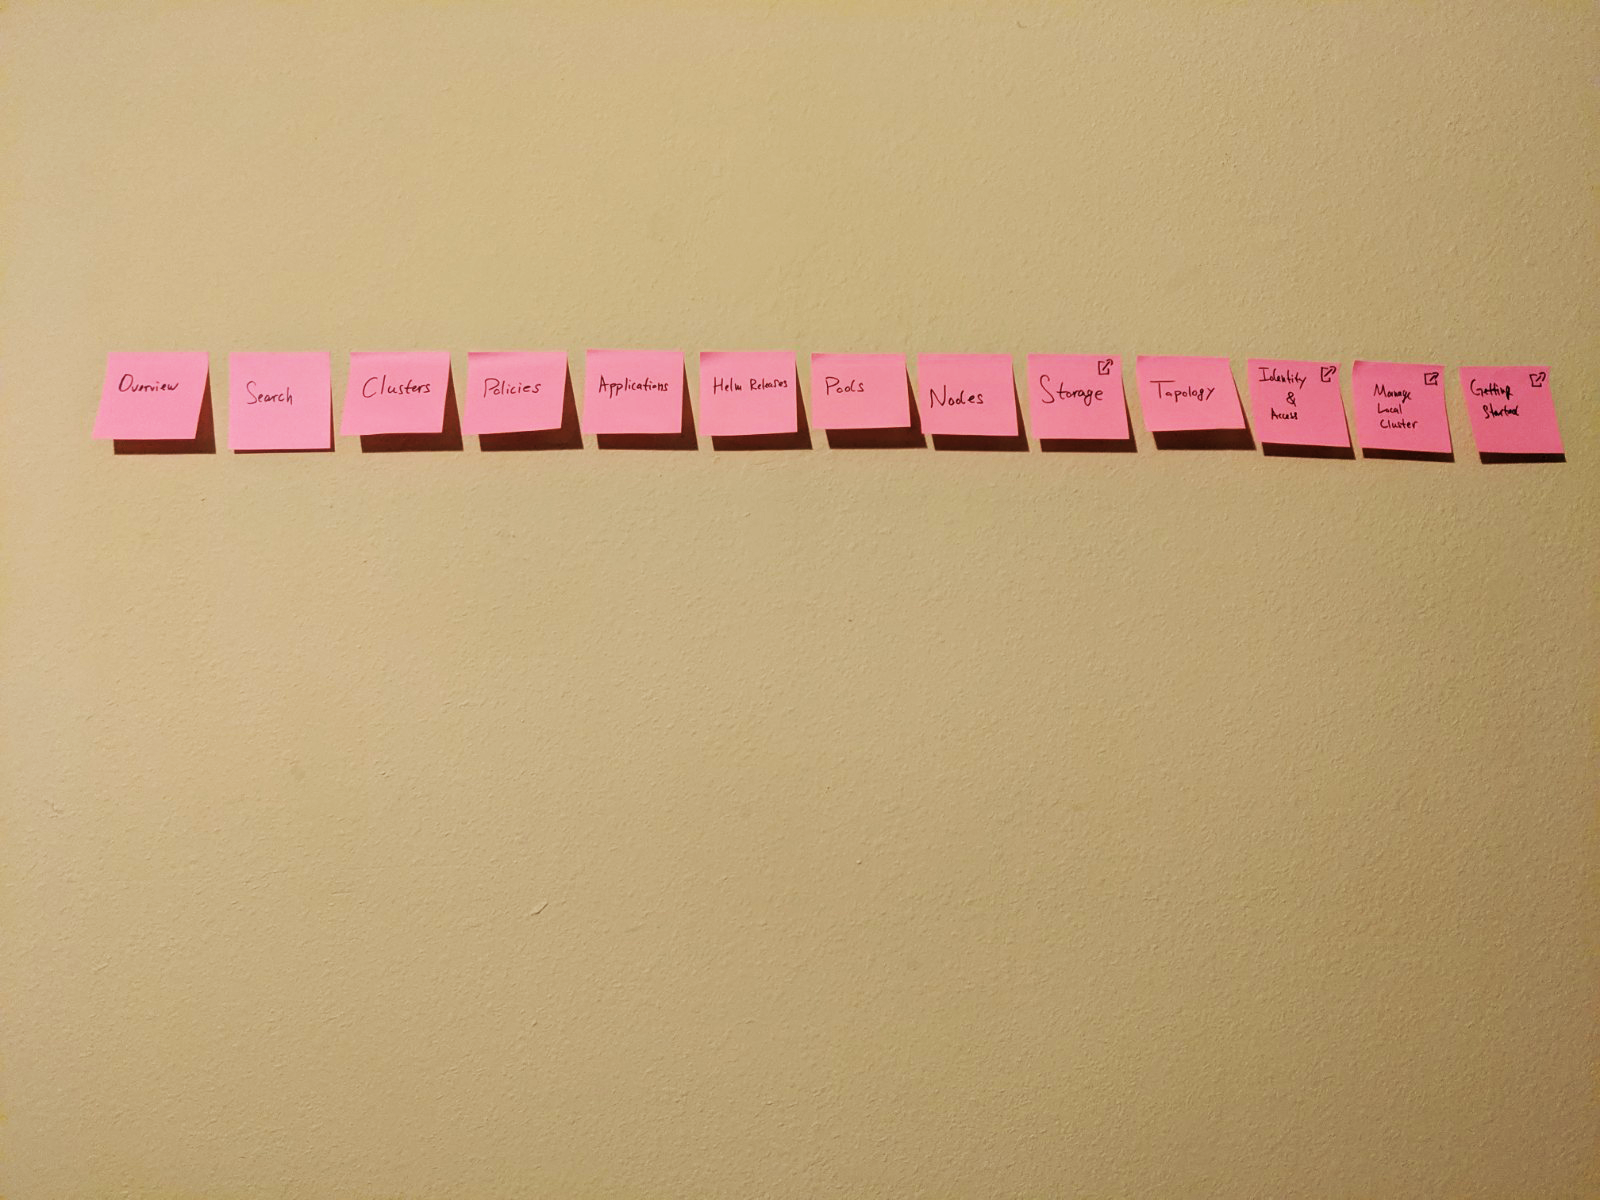 Overview
Search
Clusters
Policies
Applications
Helm Releases
Pods
Nodes
Storage
Topology
Identity
&
Access
Manage
Local
Cluster
Getting
Started